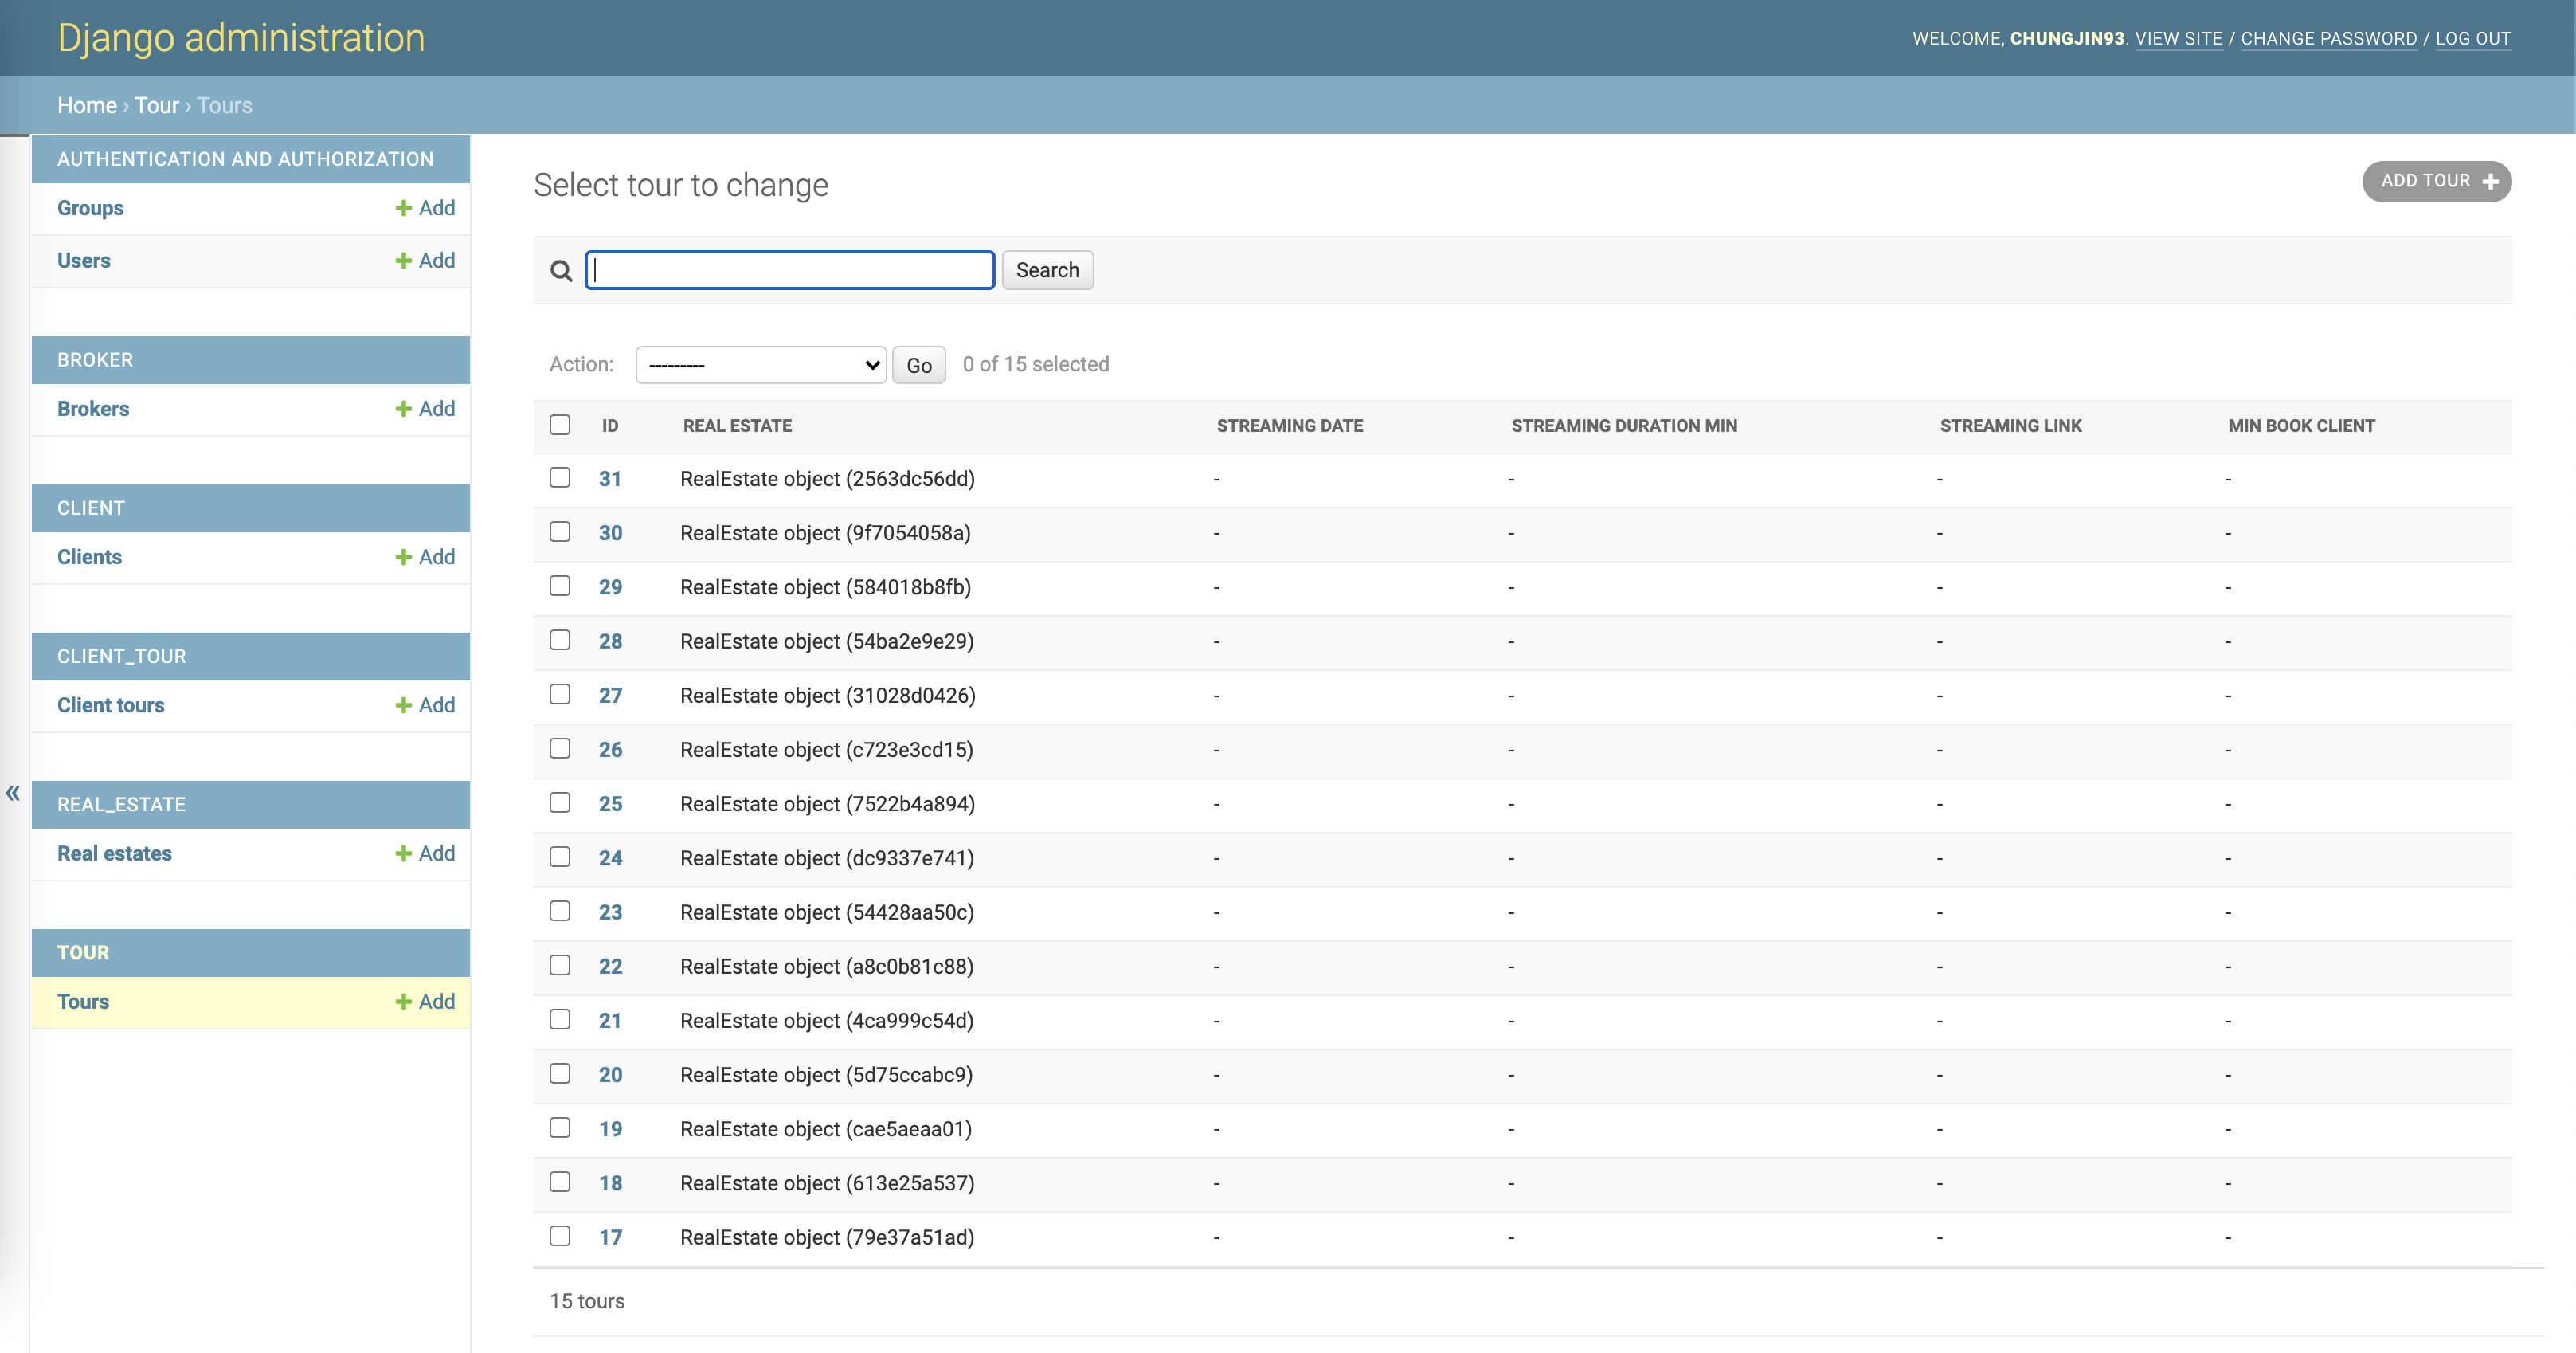 Django administration
WELCOME, CHUNGJIN93. VIEW SITE / CHANGE PASSWORD / LOG OUT
Home › Tour › Tours
AUTHENTICATION AND AUTHORIZATION
Groups + Add
Users + Add
BROKER
Brokers + Add
CLIENT
Clients + Add
CLIENT_TOUR
Client tours + Add
«
REAL_ESTATE
Real estates + Add
TOUR
Tours + Add
Select tour to change
ADD TOUR +
Search
Action: --------- Go 0 of 15 selected
ID REAL ESTATE STREAMING DATE STREAMING DURATION MIN STREAMING LINK MIN BOOK CLIENT
31 RealEstate object (2563dc56dd) - - - -
30 RealEstate object (9f7054058a) - - - -
29 RealEstate object (584018b8fb) - - - -
28 RealEstate object (54ba2e9e29) - - - -
27 RealEstate object (31028d0426) - - - -
26 RealEstate object (c723e3cd15) - - - -
25 RealEstate object (7522b4a894) - - - -
24 RealEstate object (dc9337e741) - - - -
23 RealEstate object (54428aa50c) - - - -
22 RealEstate object (a8c0b81c88) - - - -
21 RealEstate object (4ca999c54d) - - - -
20 RealEstate object (5d75ccabc9) - - - -
19 RealEstate object (cae5aeaa01) - - - -
18 RealEstate object (613e25a537) - - - -
17 RealEstate object (79e37a51ad) - - - -
15 tours